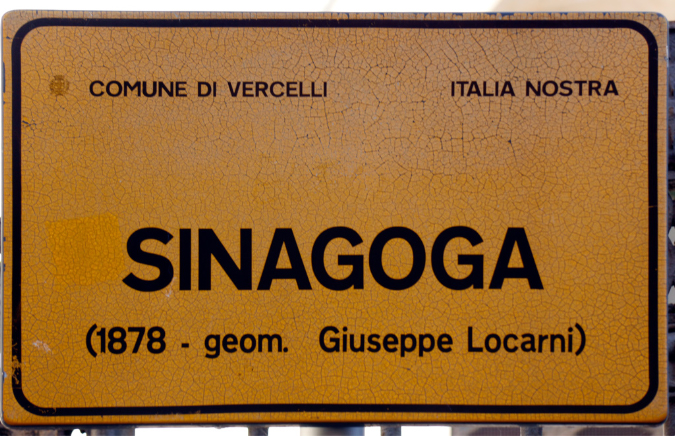 COMUNE DI VERCELLI ITALIA NOSTRA
SINAGOGA
(1878 - geom. Giuseppe Locarni)